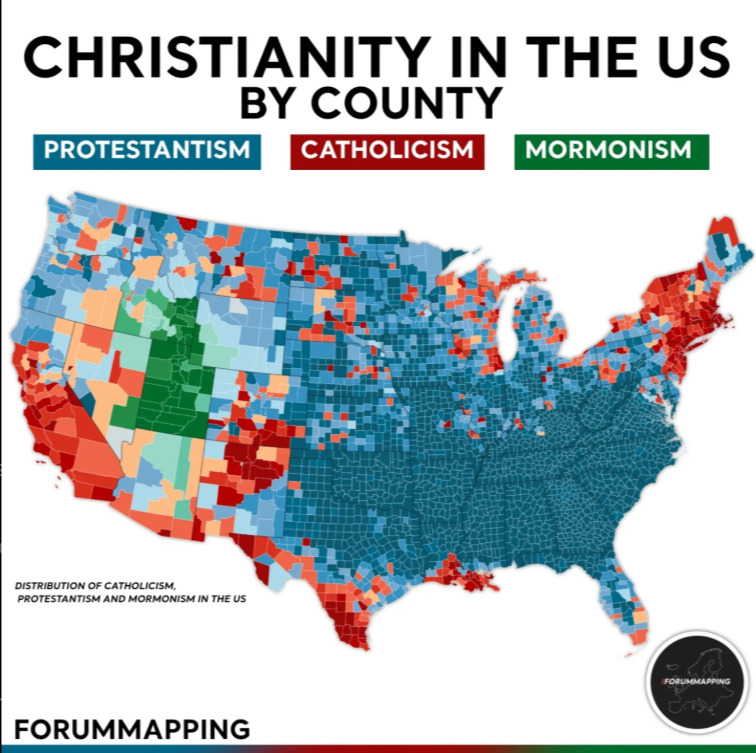 CHRISTIANITY IN THE US
BY COUNTY
PROTESTANTISM
CATHOLICISM
MORMONISM
DISTRIBUTION OF CATHOLICISM,
PROTESTANTISM AND MORMONISM IN THE US
FORUMMAPPING
FORUMMAPPING